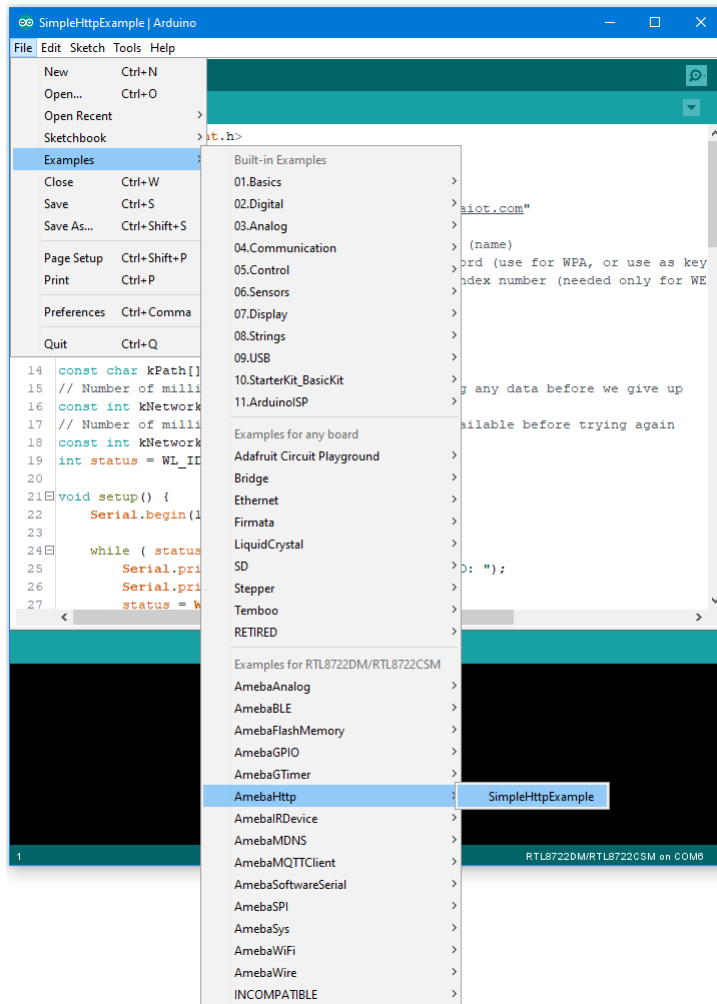 SimpleHttpExample | Arduino
File Edit Sketch Tools Help
New Ctrl+N
Open... Ctrl+O
Open Recent
Sketchbook
Examples
Close Ctrl+W
Save Ctrl+S
Save As... Ctrl+Shift+S
Page Setup Ctrl+Shift+P
Print Ctrl+P
Preferences Ctrl+Comma
Quit Ctrl+Q
Built-in Examples
01.Basics
02.Digital
03.Analog
04.Communication
05.Control
06.Sensors
07.Display
08.Strings
09.USB
10.StarterKit_BasicKit
11.ArduinoISP
Examples for any board
Adafruit Circuit Playground
Bridge
Ethernet
Firmata
LiquidCrystal
SD
Stepper
Temboo
RETIRED
Examples for RTL8722DM/RTL8722CSM
AmebaAnalog
AmebaBLE
AmebaFlashMemory
AmebaGPIO
AmebaGTimer
AmebaHttp
AmebaIRDevice
AmebaMDNS
AmebaMQTTClient
AmebaSoftwareSerial
AmebaSPI
AmebaSys
AmebaWiFi
AmebaWire
INCOMPATIBLE
SimpleHttpExample
t.h>
aiot.com"
(name)
ord (use for WPA, or use as key
ndex number (needed only for WE
14 const char kPath[]
15 // Number of milli g any data before we give up
16 const int kNetwork
17 // Number of milli ailable before trying again
18 const int kNetwork
19 int status = WL_ID
20
21 void setup() {
22 Serial.begin(1
23
24 while ( status
25 Serial.pri D: ");
26 Serial.pri
27 status = W
1
RTL8722DM/RTL8722CSM on COM6